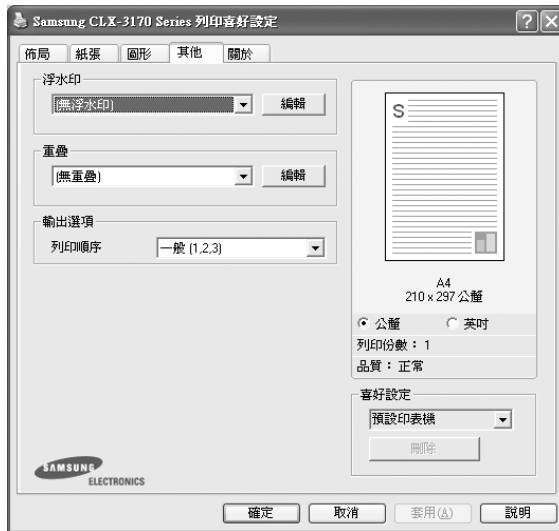 Samsung CLX-3170 Series 列印喜好設定
佈局 紙張 圖形 其他 關於
浮水印
(無浮水印) 編輯
重疊
(無重疊) 編輯
輸出選項
列印順序 一般 (1,2,3)
S
A4
210 x 297 公釐
公釐 英吋
列印份數：1
品質：正常
喜好設定
預設印表機
刪除
SAMSUNG
ELECTRONICS
確定 取消 套用(A) 說明